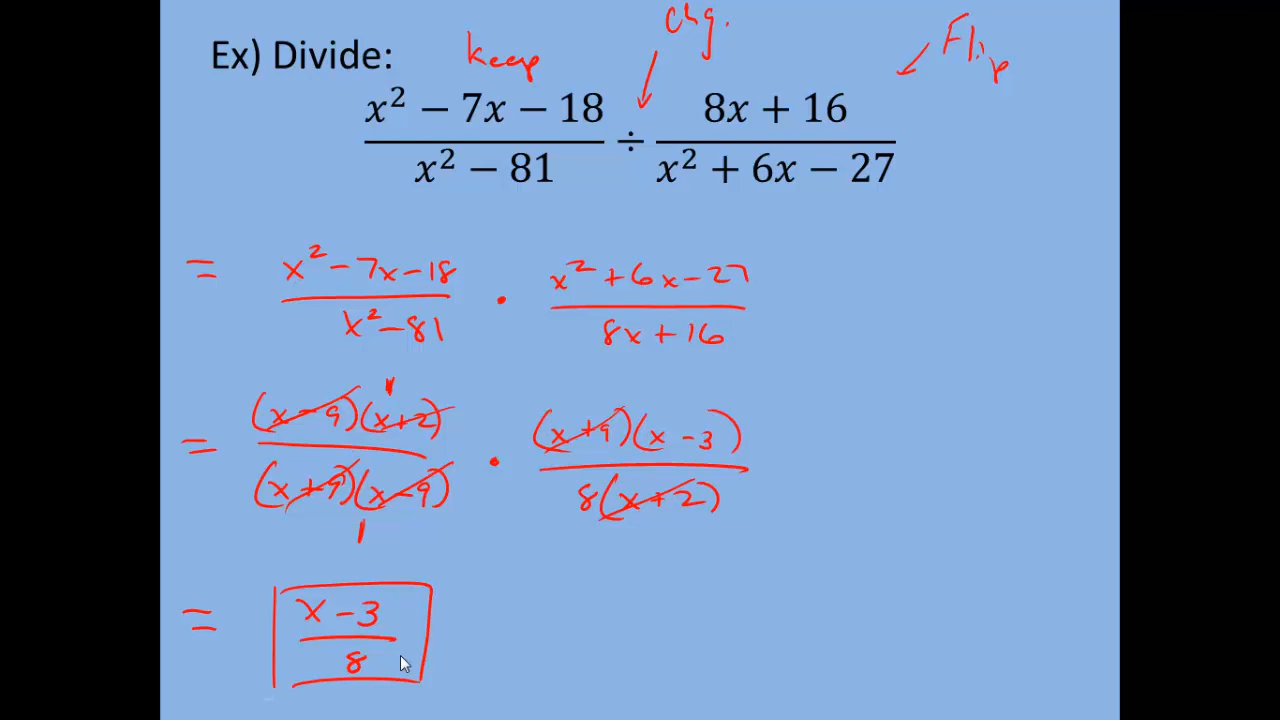 Ex) Divide: keep Chg. Flip
x² − 7x − 18 / x² − 81 ÷ 8x + 16 / x² + 6x − 27
= x² − 7x − 18 / x² − 81 · x² + 6x − 27 / 8x + 16
1
= (x − 9)(x + 2) / (x + 9)(x − 9) · (x + 9)(x − 3) / 8(x + 2)
1
= x − 3 / 8